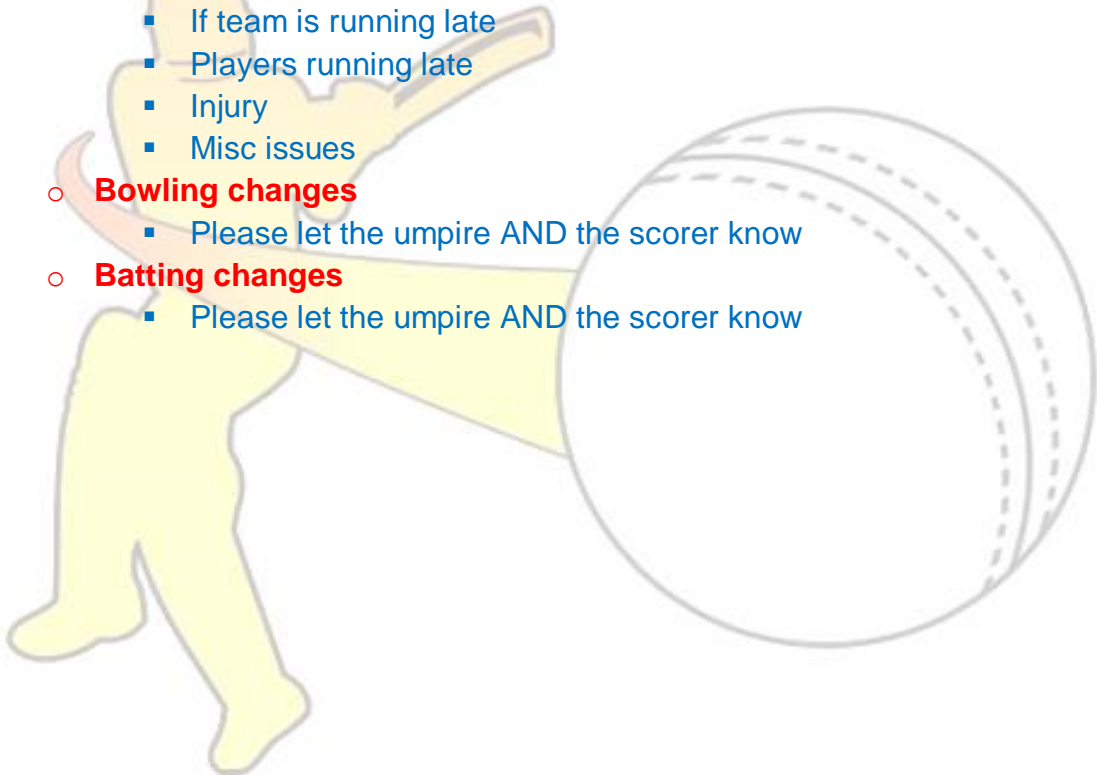 ▪ If team is running late
▪ Players running late
▪ Injury
▪ Misc issues
o Bowling changes
▪ Please let the umpire AND the scorer know
o Batting changes
▪ Please let the umpire AND the scorer know